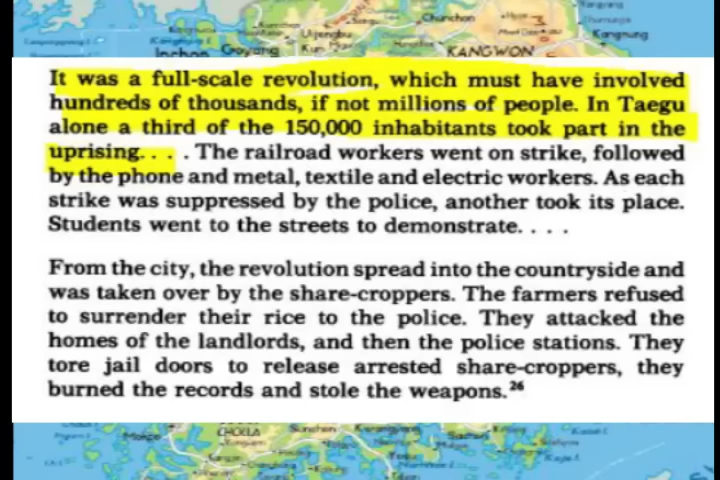 Inchon
Goyang
Uijongbu
Chunchon
KANGWON
Kangnung
It was a full-scale revolution, which must have involved
hundreds of thousands, if not millions of people. In Taegu
alone a third of the 150,000 inhabitants took part in the
uprising. . . . The railroad workers went on strike, followed
by the phone and metal, textile and electric workers. As each
strike was suppressed by the police, another took its place.
Students went to the streets to demonstrate. . . .
From the city, the revolution spread into the countryside and
was taken over by the share-croppers. The farmers refused
to surrender their rice to the police. They attacked the
homes of the landlords, and then the police stations. They
tore jail doors to release arrested share-croppers, they
burned the records and stole the weapons.26
Mokpo
CHOLLA
Sunchon